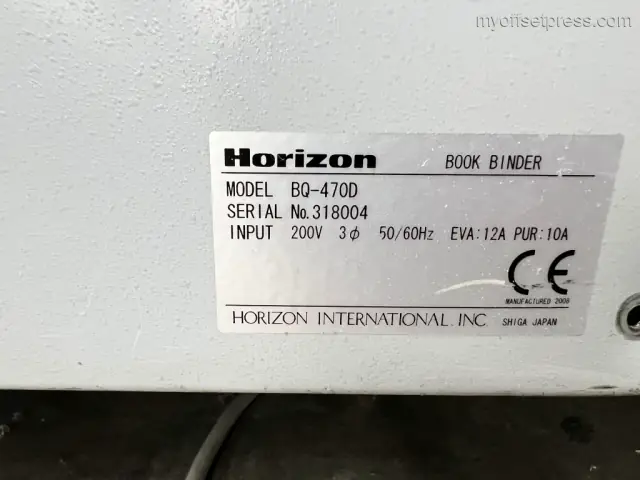 myoffsetpress.com
Horizon BOOK BINDER
MODEL BQ-470D
SERIAL No.318004
INPUT 200V 3ϕ 50/60Hz EVA:12A PUR:10A
CE
MANUFACTURED 2008
HORIZON INTERNATIONAL. INC. SHIGA JAPAN